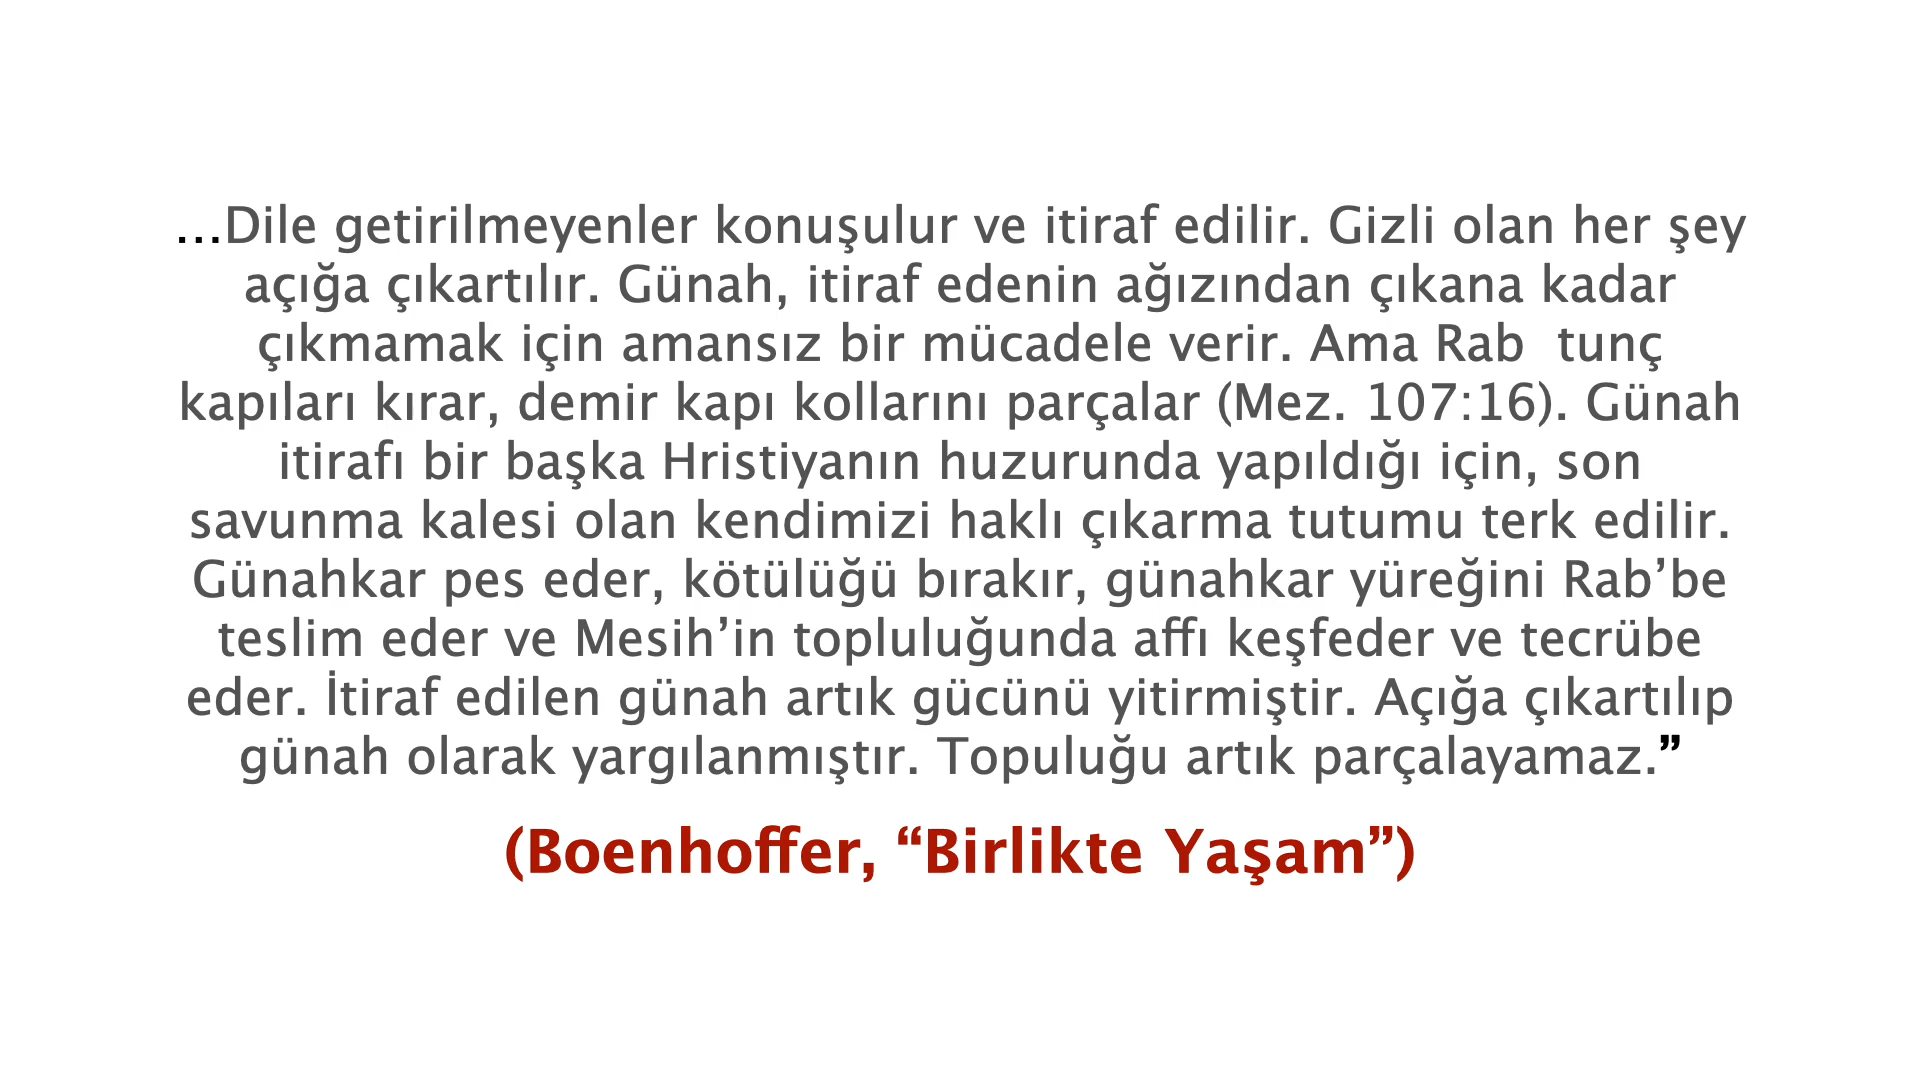 ...Dile getirilmeyenler konuşulur ve itiraf edilir. Gizli olan her şey
açığa çıkartılır. Günah, itiraf edenin ağızından çıkana kadar
çıkmamak için amansız bir mücadele verir. Ama Rab  tunç
kapıları kırar, demir kapı kollarını parçalar (Mez. 107:16). Günah
itirafı bir başka Hristiyanın huzurunda yapıldığı için, son
savunma kalesi olan kendimizi haklı çıkarma tutumu terk edilir.
Günahkar pes eder, kötülüğü bırakır, günahkar yüreğini Rab’be
teslim eder ve Mesih’in topluluğunda affı keşfeder ve tecrübe
eder. İtiraf edilen günah artık gücünü yitirmiştir. Açığa çıkartılıp
günah olarak yargılanmıştır. Topuluğu artık parçalayamaz.”
(Boenhoffer, “Birlikte Yaşam”)